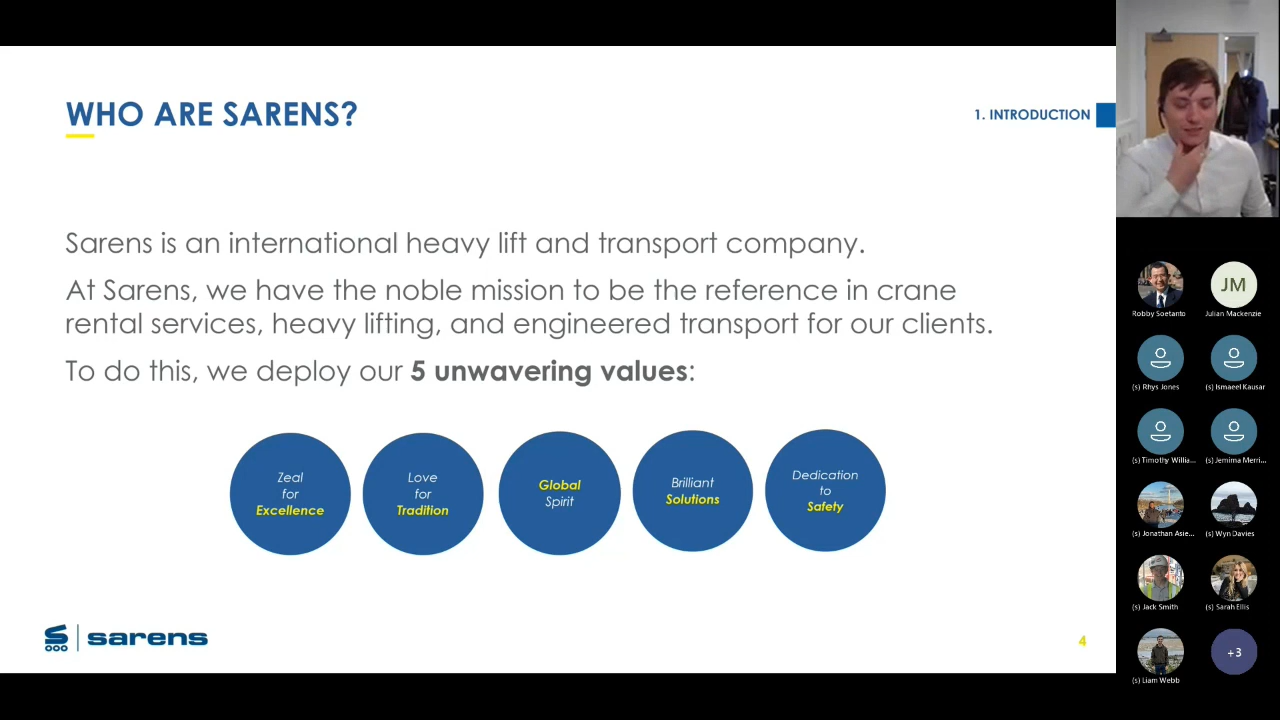 WHO ARE SARENS?
1. INTRODUCTION
Sarens is an international heavy lift and transport company.
At Sarens, we have the noble mission to be the reference in crane
rental services, heavy lifting, and engineered transport for our clients.
To do this, we deploy our 5 unwavering values:
Zeal
for
Excellence
Love
for
Tradition
Global
Spirit
Brilliant
Solutions
Dedication
to
Safety
sarens
4
JM
Robby Soetanto
Julian Mackenzie
(s) Rhys Jones
(s) Ismaeel Kausar
(s) Timothy Willia...
(s) Jemima Merri...
(s) Jonathan Asie...
(s) Wyn Davies
(s) Jack Smith
(s) Sarah Ellis
(s) Liam Webb
+3